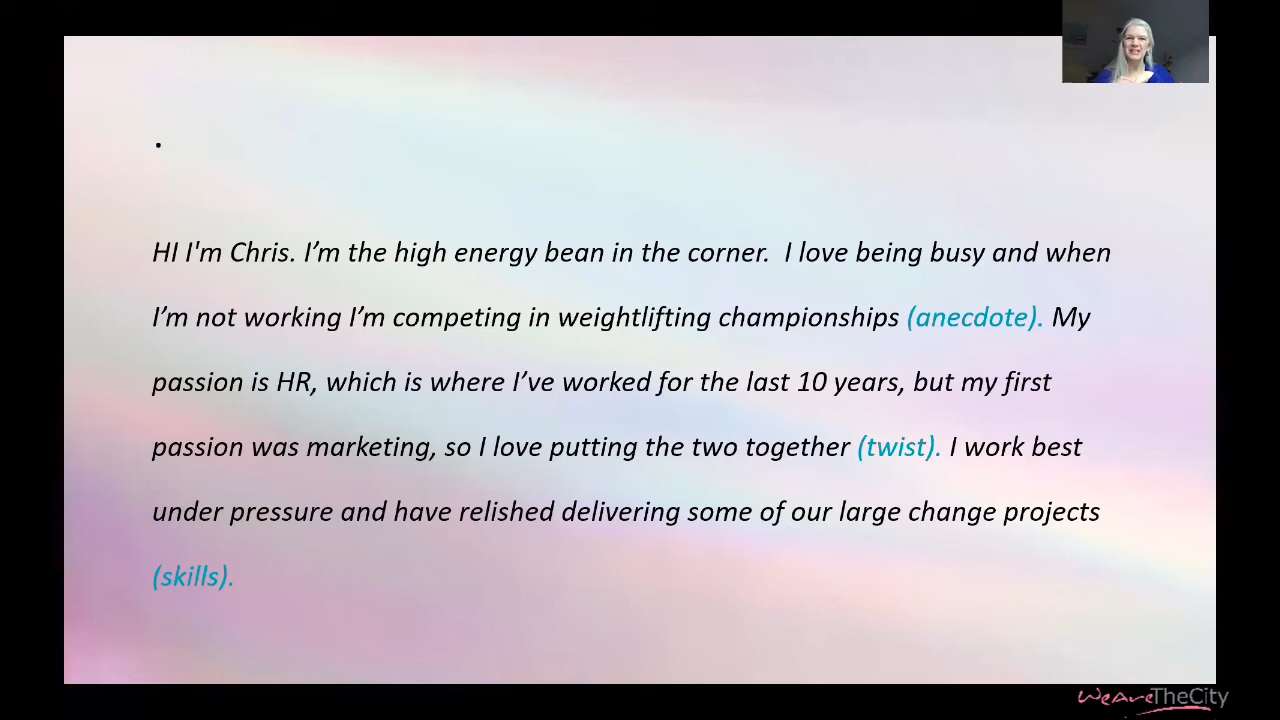 .
HI I'm Chris. I’m the high energy bean in the corner.  I love being busy and when
I’m not working I’m competing in weightlifting championships (anecdote). My
passion is HR, which is where I’ve worked for the last 10 years, but my first
passion was marketing, so I love putting the two together (twist). I work best
under pressure and have relished delivering some of our large change projects
(skills).
WeAreTheCity